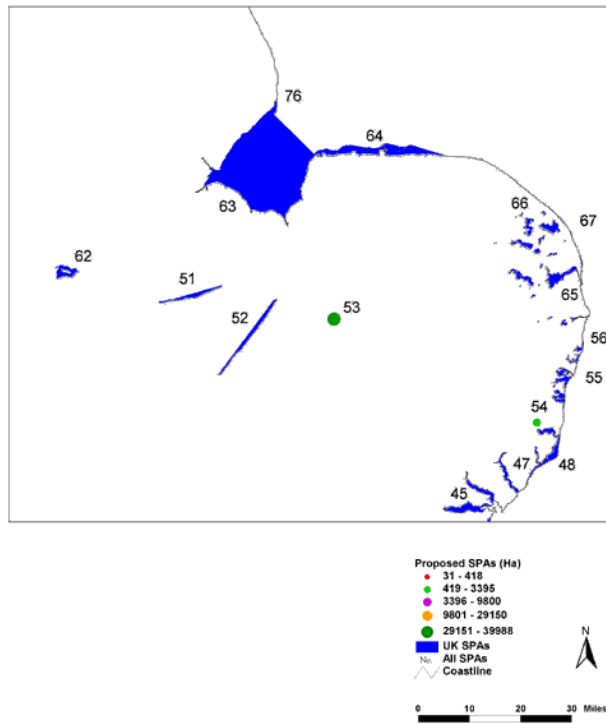 76
64
63
66
67
62
51
65
53
52
56
55
54
47
48
45
Proposed SPAs (Ha)
31 - 418
419 - 3395
3396 - 9800
9801 - 29150
29151 - 39988
UK SPAs
No. All SPAs
Coastline
N
0 10 20 30 Miles